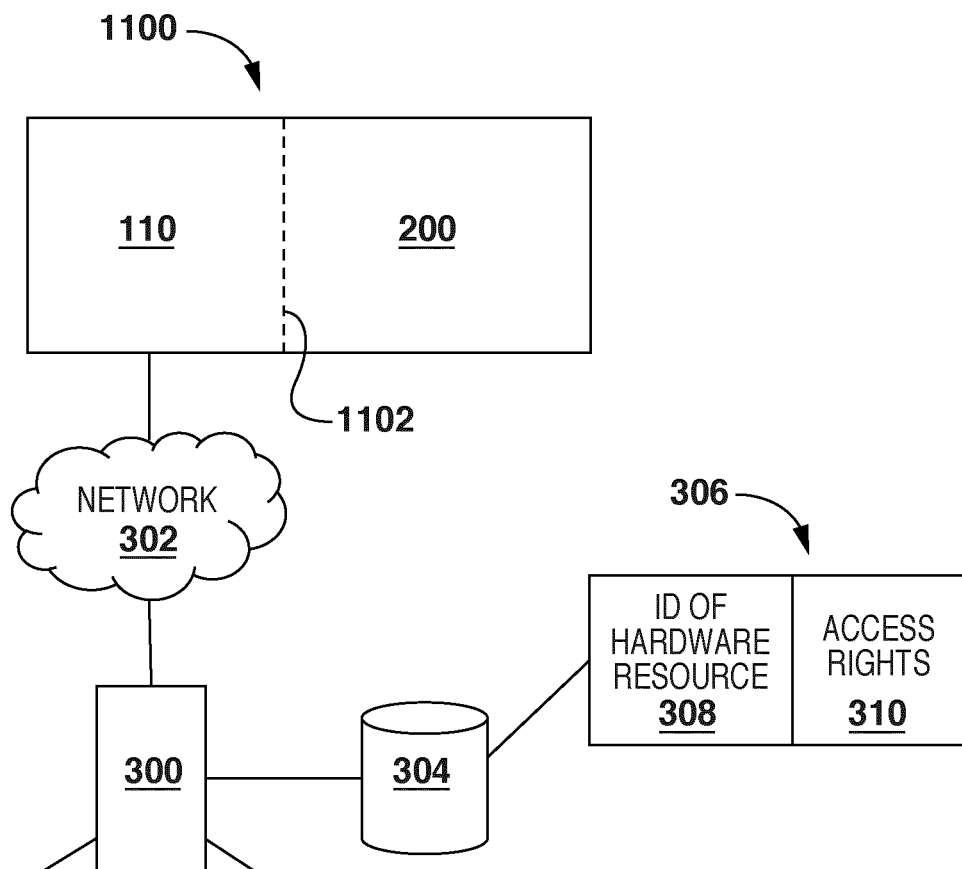 1100
110
200
1102
NETWORK
302
306
ID OF
HARDWARE
RESOURCE
308
ACCESS
RIGHTS
310
300
304